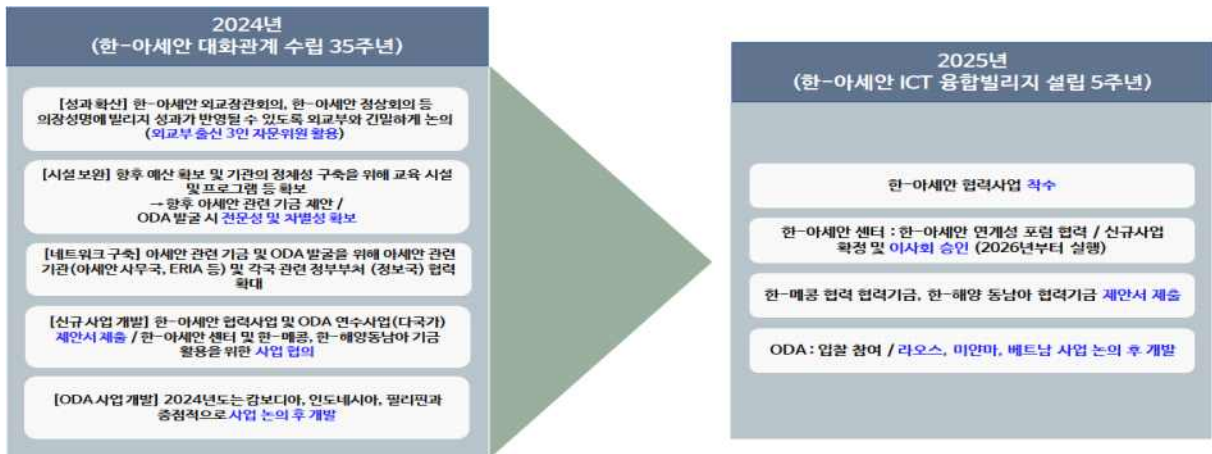 2024년
(한-아세안 대화관계 수립 35주년)
[성과 확산] 한-아세안 외교장관회의, 한-아세안 정상회의 등
의장성명에 빌리지 성과가 반영될 수 있도록 외교부와 긴밀하게 논의
(외교부 출신 3인 자문위원 활용)
[시설 보완] 향후 예산 확보 및 기관의 정체성 구축을 위해 교육 시설
및 프로그램 등 확보
→ 향후 아세안 관련 기금 제안 /
ODA 발굴 시 전문성 및 차별성 확보
[네트워크 구축] 아세안 관련 기금 및 ODA 발굴을 위해 아세안 관련
기관(아세안 사무국, ERIA 등) 및 각국 관련 정부부처 (정보국) 협력
확대
[신규 사업 개발] 한-아세안 협력사업 및 ODA 연수사업(다국가)
제안서 제출 / 한-아세안 센터 및 한-메콩, 한-해양동남아 기금
활용을 위한 사업 협의
[ODA 사업 개발] 2024년도는 캄보디아, 인도네시아, 필리핀과
중점적으로 사업 논의 후 개발
2025년
(한-아세안 ICT 융합빌리지 설립 5주년)
한-아세안 협력사업 착수
한-아세안 센터 : 한-아세안 연계성 포럼 협력 / 신규사업
확정 및 이사회 승인 (2026년부터 실행)
한-메콩 협력 협력기금, 한-해양 동남아 협력기금 제안서 제출
ODA : 입찰 참여 / 라오스, 미얀마, 베트남 사업 논의 후 개발